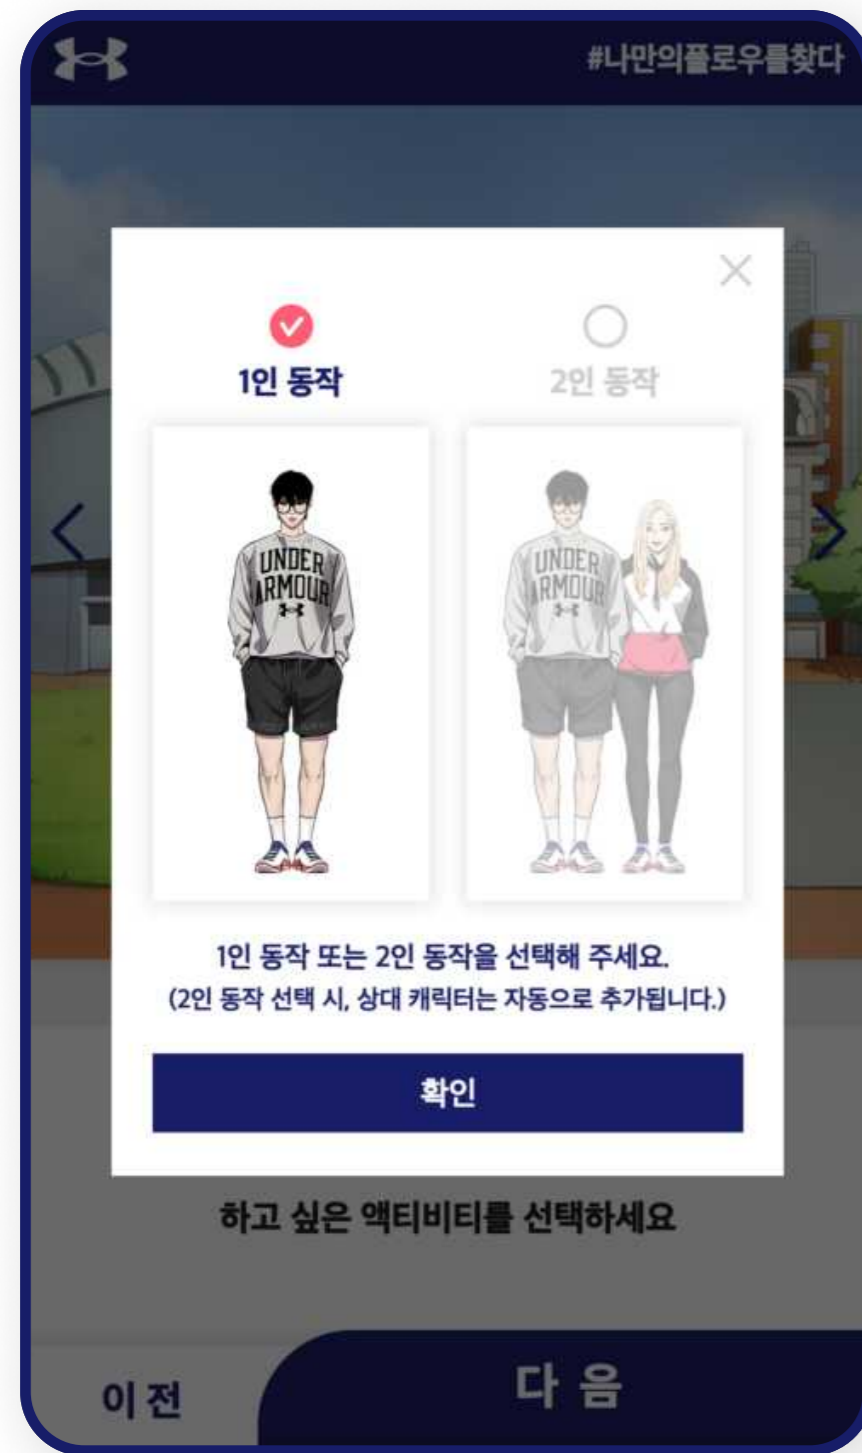 #나만의플로우를찾다
1인 동작
2인 동작
UNDER
ARMOUR
UNDER
ARMOUR
1인 동작 또는 2인 동작을 선택해 주세요.
(2인 동작 선택 시, 상대 캐릭터는 자동으로 추가됩니다.)
확인
하고 싶은 액티비티를 선택하세요
이전
다음